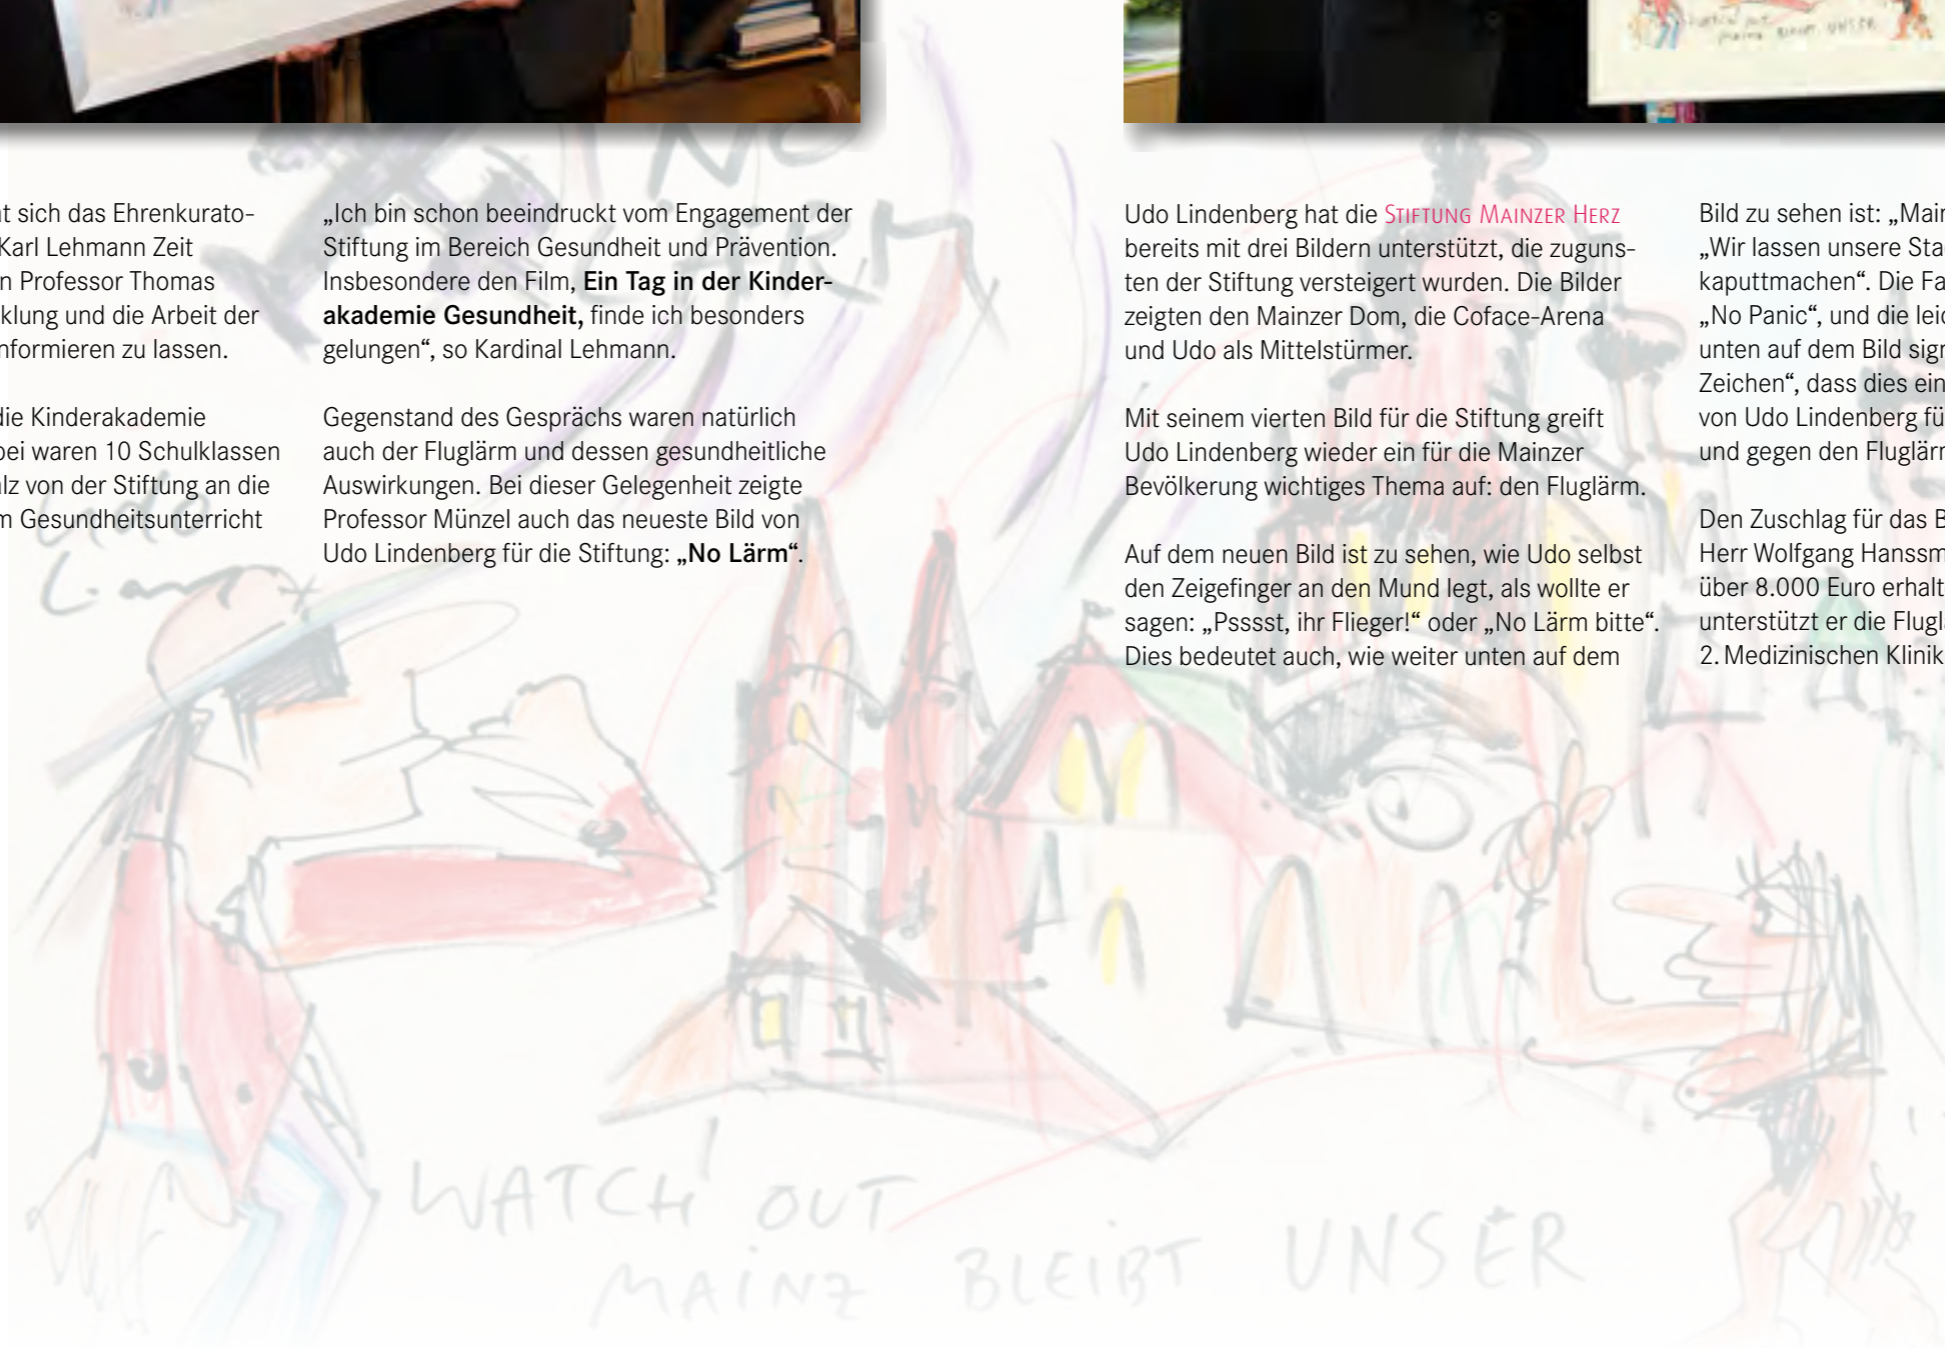 WATCH OUT
MAINZ BLEIBT UNSER
NO
LÄRM
t sich das Ehrenkurato-
Karl Lehmann Zeit
n Professor Thomas
klung und die Arbeit der
nformieren zu lassen.
die Kinderakademie
bei waren 10 Schulklassen
lz von der Stiftung an die
m Gesundheitsunterricht
„Ich bin schon beeindruckt vom Engagement der
Stiftung im Bereich Gesundheit und Prävention.
Insbesondere den Film, Ein Tag in der Kinder-
akademie Gesundheit, finde ich besonders
gelungen“, so Kardinal Lehmann.
Gegenstand des Gesprächs waren natürlich
auch der Fluglärm und dessen gesundheitliche
Auswirkungen. Bei dieser Gelegenheit zeigte
Professor Münzel auch das neueste Bild von
Udo Lindenberg für die Stiftung: „No Lärm“.
Udo Lindenberg hat die STIFTUNG MAINZER HERZ
bereits mit drei Bildern unterstützt, die zuguns-
ten der Stiftung versteigert wurden. Die Bilder
zeigten den Mainzer Dom, die Coface-Arena
und Udo als Mittelstürmer.
Mit seinem vierten Bild für die Stiftung greift
Udo Lindenberg wieder ein für die Mainzer
Bevölkerung wichtiges Thema auf: den Fluglärm.
Auf dem neuen Bild ist zu sehen, wie Udo selbst
den Zeigefinger an den Mund legt, als wollte er
sagen: „Psssst, ihr Flieger!“ oder „No Lärm bitte“.
Dies bedeutet auch, wie weiter unten auf dem
Bild zu sehen ist: „Main
„Wir lassen unsere Sta
kaputtmachen“. Die Fa
„No Panic“, und die leic
unten auf dem Bild sign
Zeichen“, dass dies ein
von Udo Lindenberg fü
und gegen den Fluglärm
Den Zuschlag für das B
Herr Wolfgang Hanssm
über 8.000 Euro erhalt
unterstützt er die Flugl
2. Medizinischen Klinik
Udo
WATCH OUT
MAINZ BLEIBT UNSER